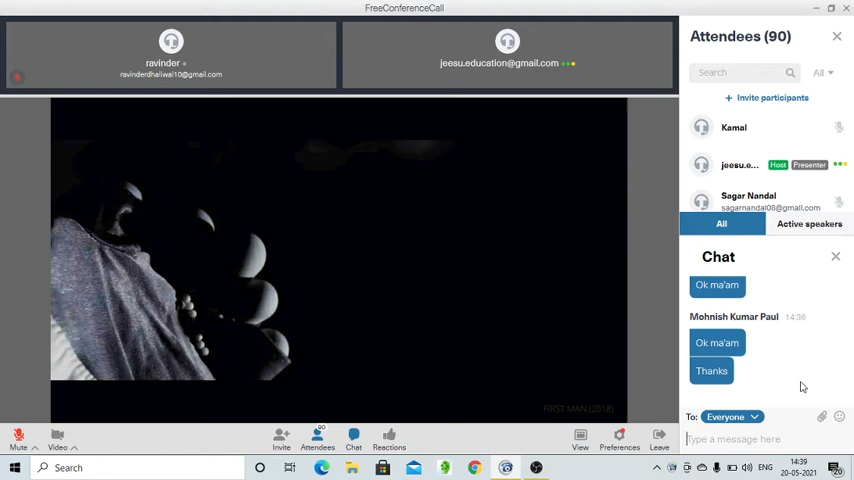 FreeConferenceCall
ravinder
ravinderdhaliwal10@gmail.com
jeesu.education@gmail.com
FIRST MAN (2018)
Attendees (90)
Search
All
+ Invite participants
Kamal
jeesu.e...
Host
Presenter
Sagar Nandal
sagarnandal08@gmail.com
All
Active speakers
Chat
Ok ma'am
Mohnish Kumar Paul 14:36
Ok ma'am
Thanks
To: Everyone
Type a message here
90
Mute
Video
Invite
Attendees
Chat
Reactions
View
Preferences
Leave
Search
ENG
14:39
20-05-2021
20